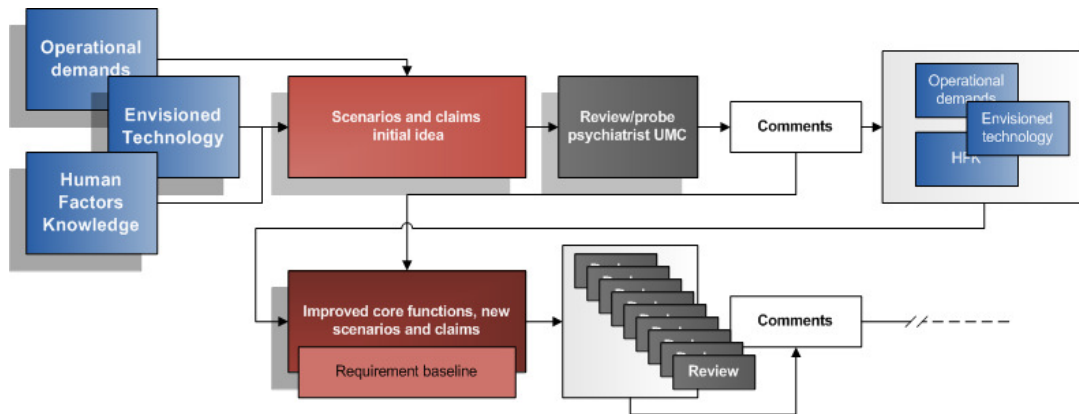 Operational
demands
Envisioned
Technology
Human
Factors
Knowledge
Scenarios and claims
initial idea
Review/probe
psychiatrist UMC
Comments
Operational
demands
Envisioned
technology
HFK
Improved core functions, new
scenarios and claims
Requirement baseline
Review
Comments